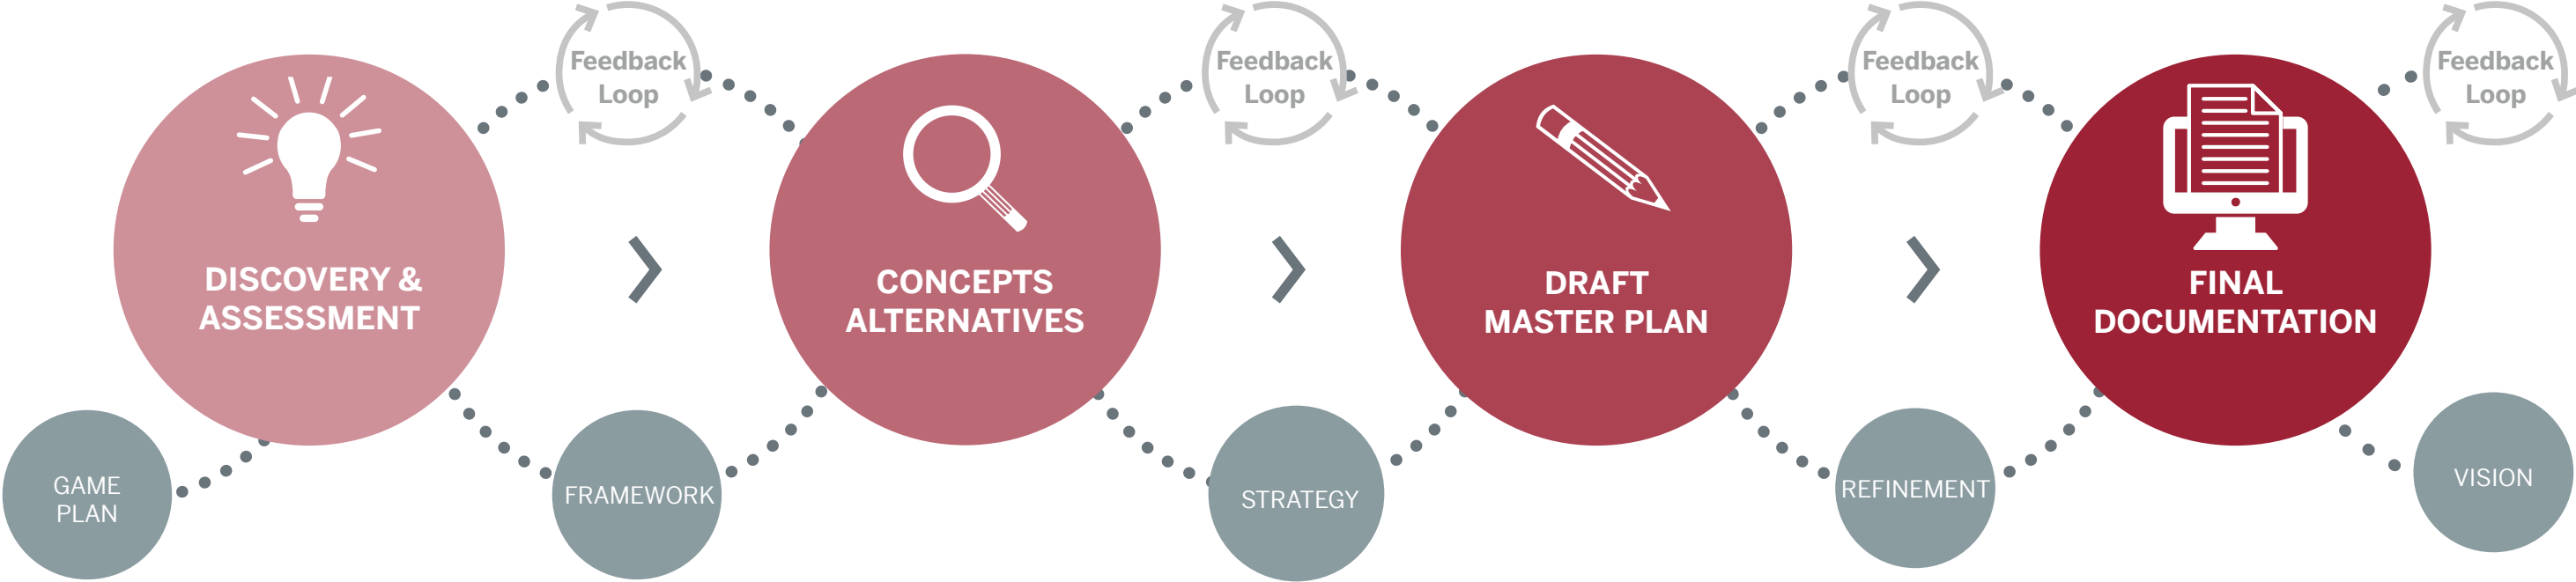 Feedback
Loop
Feedback
Loop
Feedback
Loop
Feedback
Loop
DISCOVERY &
ASSESSMENT
CONCEPTS
ALTERNATIVES
DRAFT
MASTER PLAN
FINAL
DOCUMENTATION
GAME
PLAN
FRAMEWORK
STRATEGY
REFINEMENT
VISION